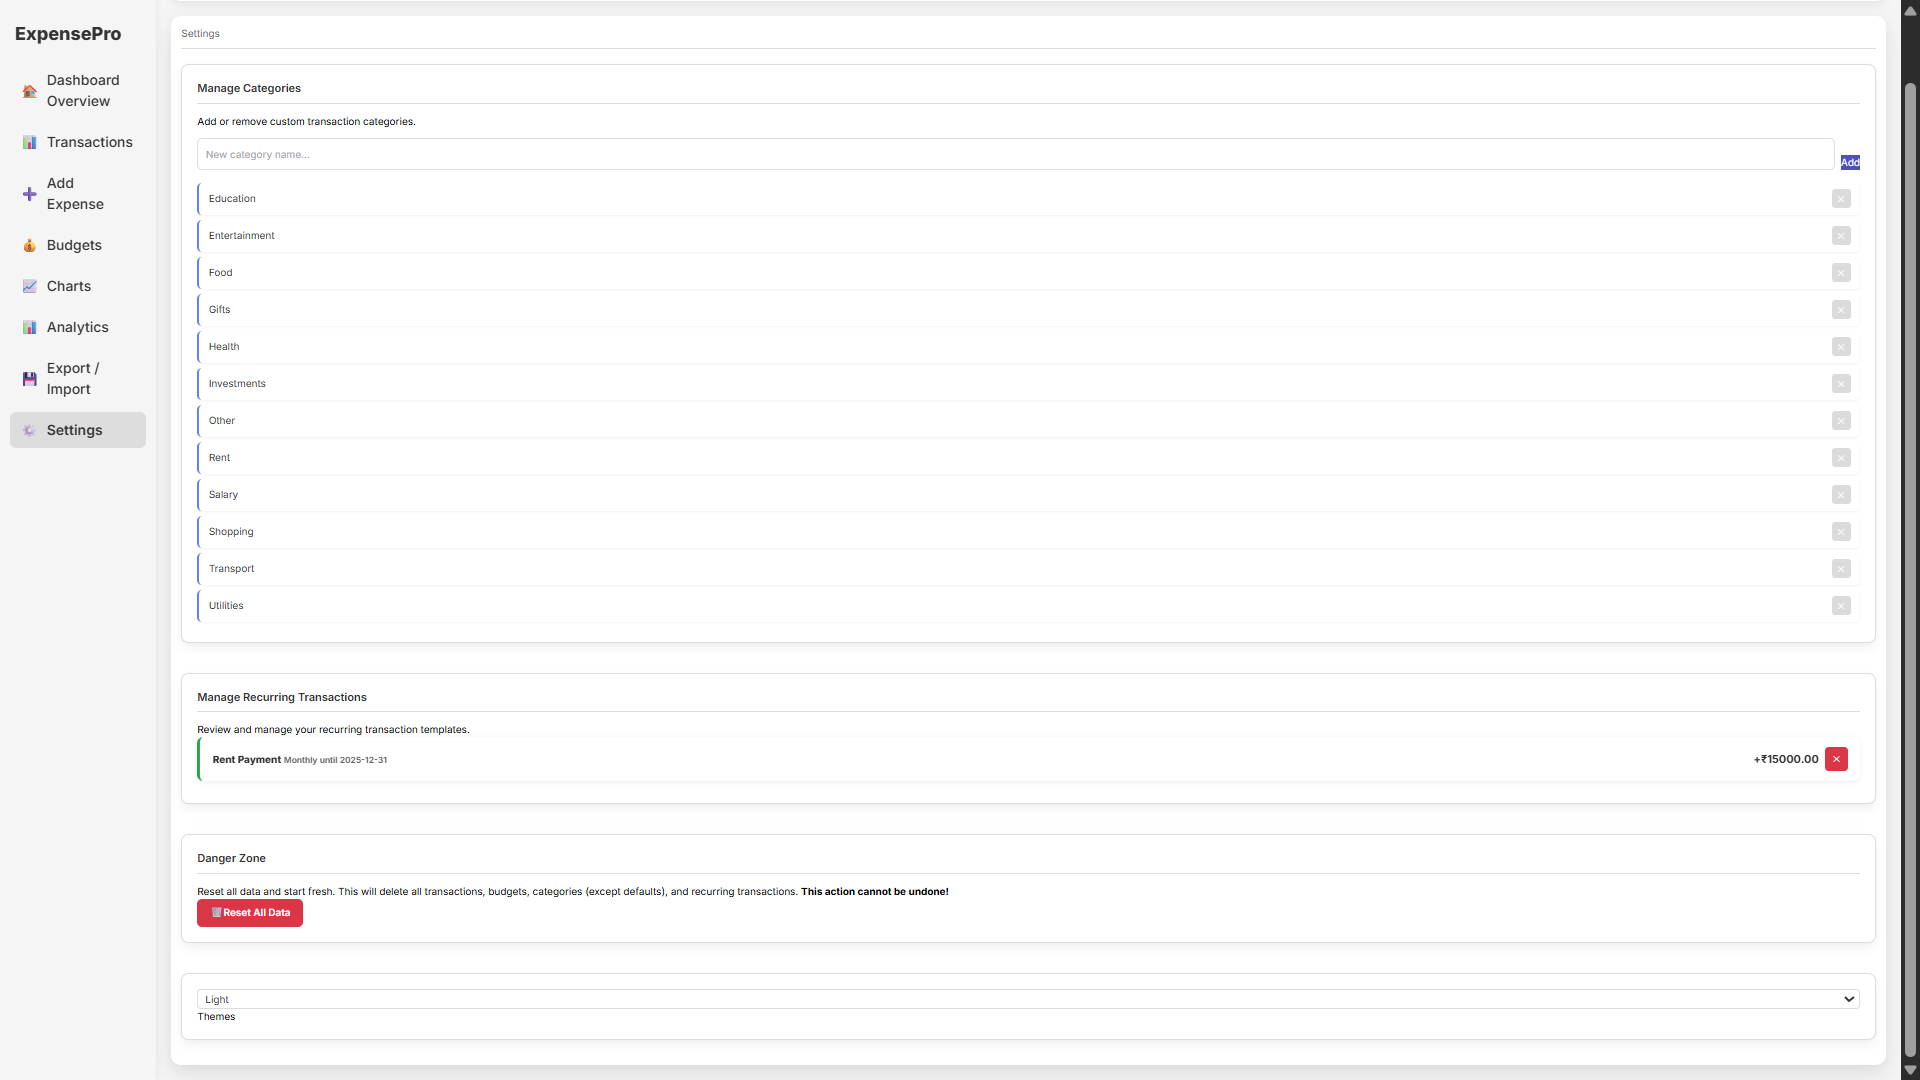 ExpensePro
Dashboard
Overview
Transactions
Add
Expense
Budgets
Charts
Analytics
Export /
Import
Settings
Settings
Manage Categories
Add or remove custom transaction categories.
New category name...
Add
Education
Entertainment
Food
Gifts
Health
Investments
Other
Rent
Salary
Shopping
Transport
Utilities
Manage Recurring Transactions
Review and manage your recurring transaction templates.
Rent Payment Monthly until 2025-12-31
+₹15000.00
Danger Zone
Reset all data and start fresh. This will delete all transactions, budgets, categories (except defaults), and recurring transactions. This action cannot be undone!
Reset All Data
Light
Themes